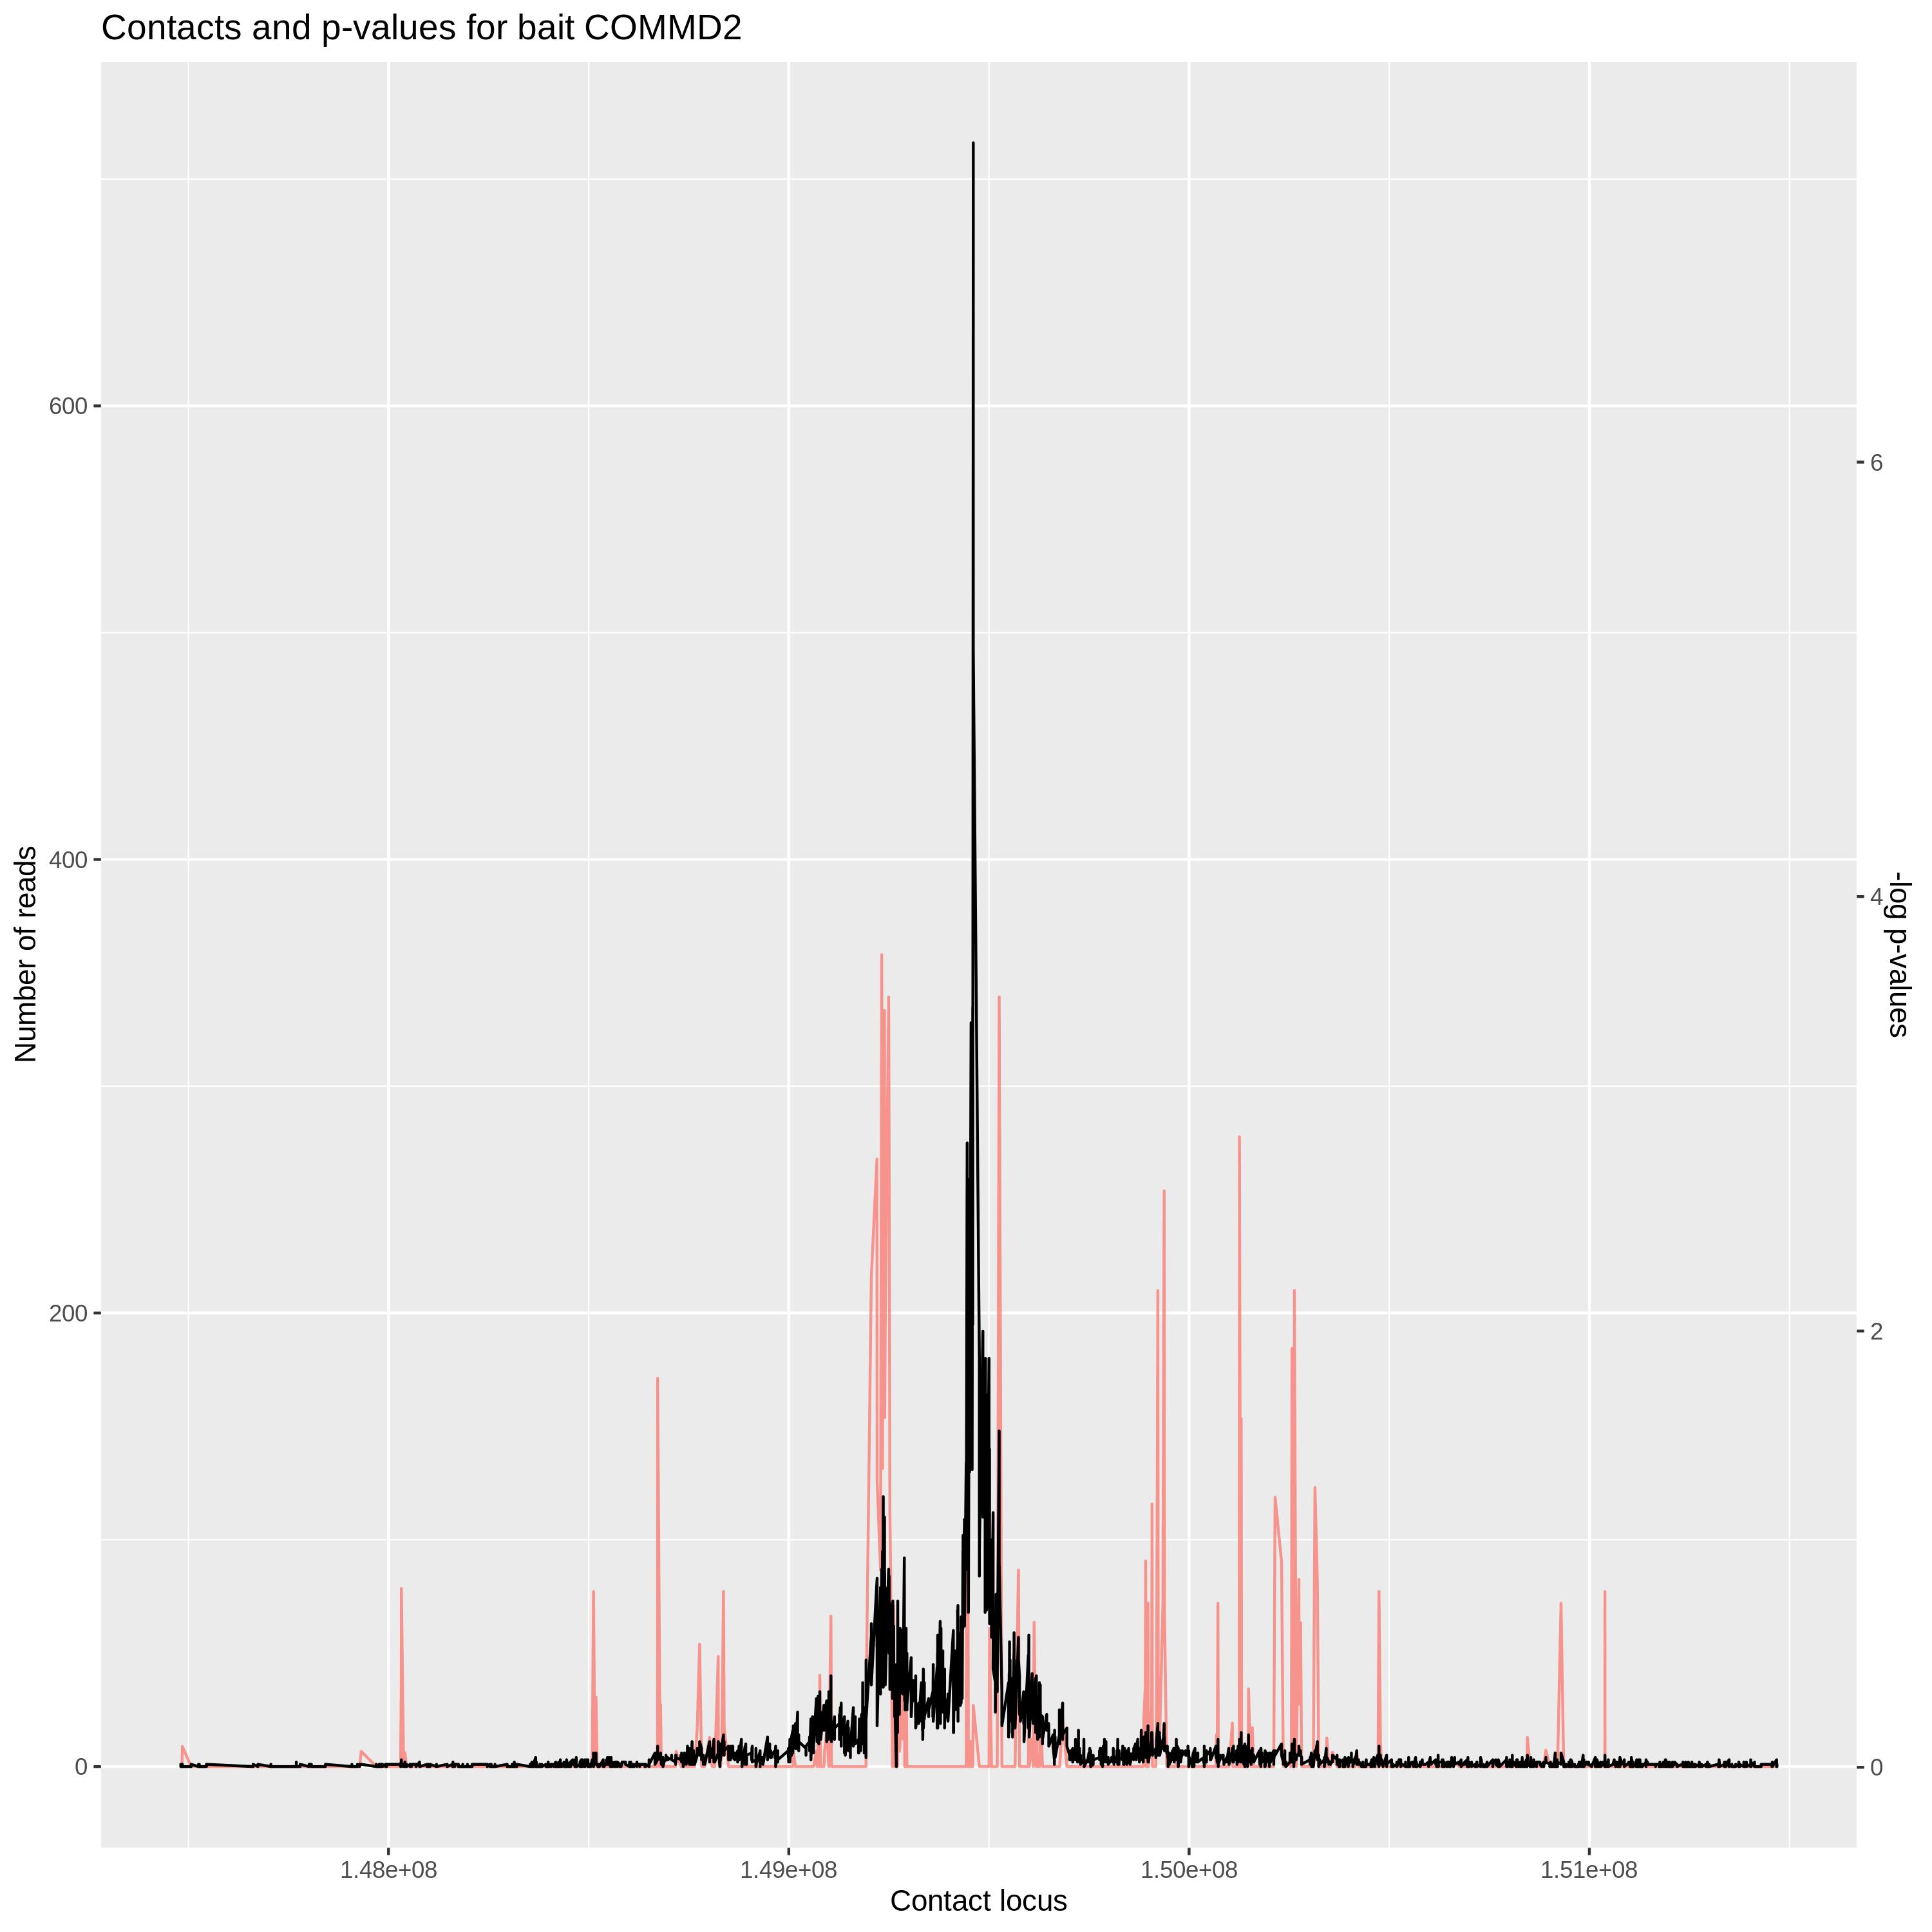 Contacts and p-values for bait COMMD2
Number of reads
600
400
200
0
6
4
2
0
-log p-values
1.48e+08
1.49e+08
1.50e+08
1.51e+08
Contact locus